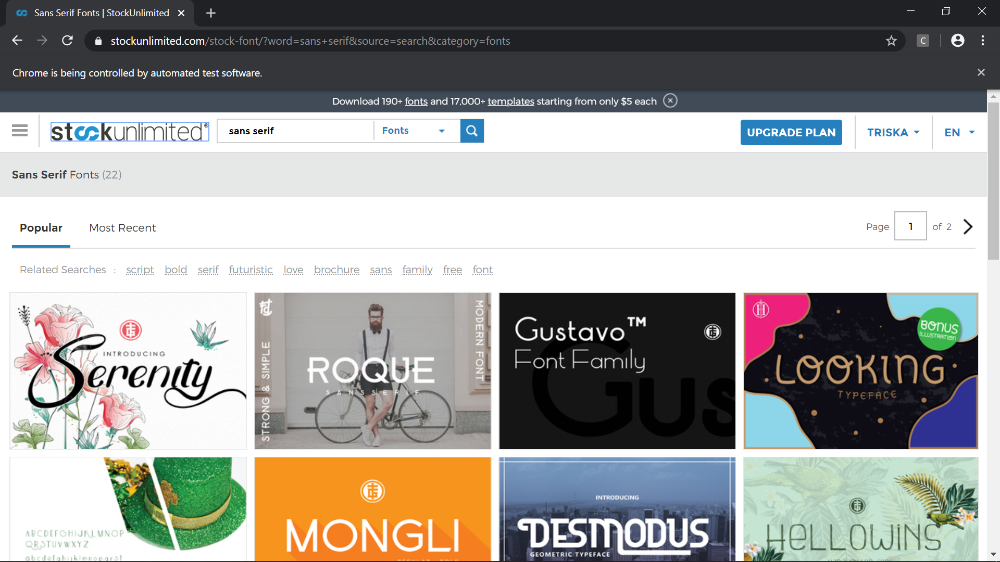 Sans Serif Fonts | StockUnlimited
stockunlimited.com/stock-font/?word=sans+serif&source=search&category=fonts
C
Chrome is being controlled by automated test software.
Download 190+ fonts and 17,000+ templates starting from only $5 each
stockunlimited®
sans serif
Fonts
UPGRADE PLAN
TRISKA
EN
Sans Serif Fonts (22)
Popular
Most Recent
Page 1 of 2
Related Searches : script bold serif futuristic love brochure sans family free font
INTRODUCING
Serenity
STRONG & SIMPLE
MODERN FONT
ROQUE
SANS SERIF
Gustavo™
Font Family
Gus
H
BONUS
ILLUSTRATION
LOOKING
TYPEFACE
ABCDEFGHIJKLMNOP
QRSTUVWXYZ
abcdefghijklmnopqrst
MONGLI
INTRODUCING
DESMODUS
GEOMETRIC TYPEFACE
HELLOWINS